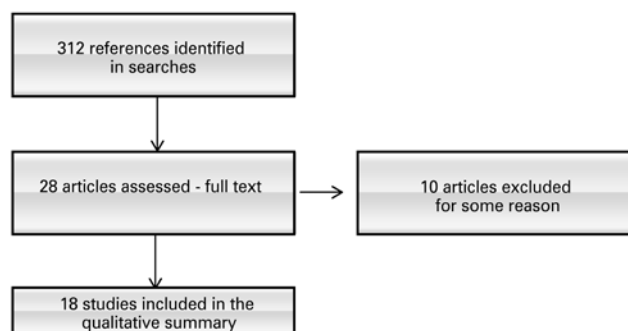 312 references identified
in searches
28 articles assessed - full text
10 articles excluded
for some reason
18 studies included in the
qualitative summary